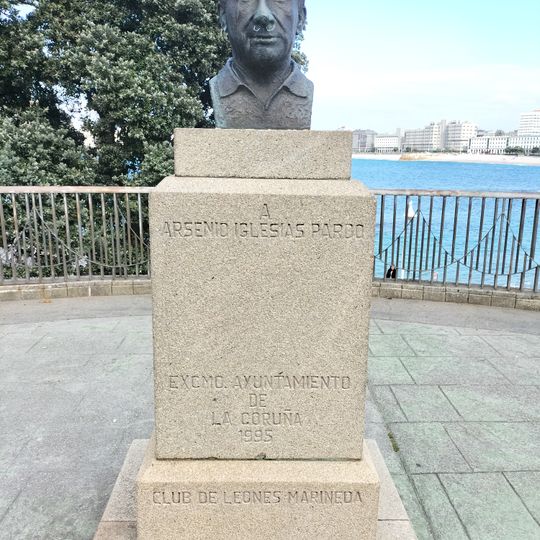 A
ARSENIO IGLESIAS PARDO
EXCMO. AYUNTAMIENTO
DE
LA CORUÑA
1995
CLUB DE LEONES MARINEDA